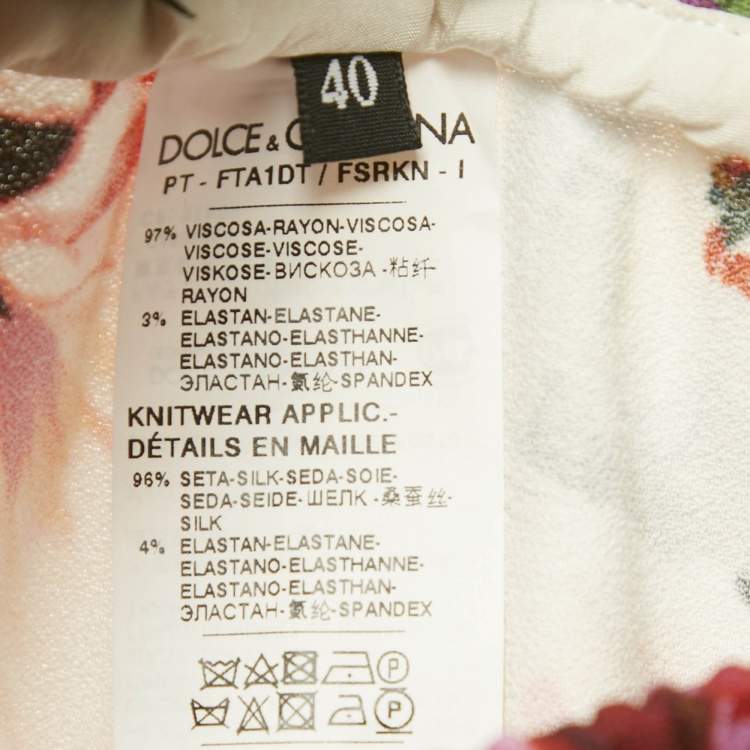 40
DOLCE &
PT - FTA1DT / FSRKN - I
97% VISCOSA-RAYON-VISCOSA-
VISCOSE-VISCOSE-
VISKOSE-ВИСКОЗА -粘纤-
RAYON
3% ELASTAN-ELASTANE-
ELASTANO-ELASTHANNE-
ELASTANO-ELASTHAN-
ЭЛАСТАН-氨纶-SPANDEX
KNITWEAR APPLIC.-
DÉTAILS EN MAILLE
96% SETA-SILK-SEDA-SOIE-
SEDA-SEIDE-ШЕЛК -桑蚕丝-
SILK
4% ELASTAN-ELASTANE-
ELASTANO-ELASTHANNE-
ELASTANO-ELASTHAN-
ЭЛАСТАН-氨纶-SPANDEX
P
P